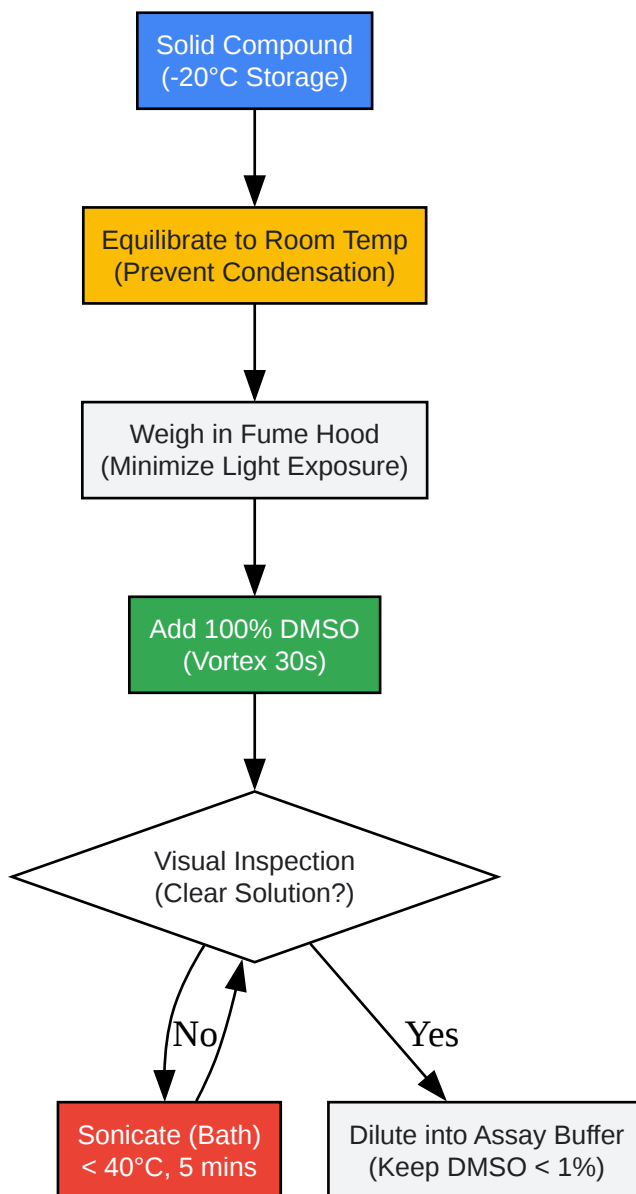 Solid Compound
(-20°C Storage)
Equilibrate to Room Temp
(Prevent Condensation)
Weigh in Fume Hood
(Minimize Light Exposure)
Add 100% DMSO
(Vortex 30s)
Visual Inspection
(Clear Solution?)
No
Yes
Sonicate (Bath)
< 40°C, 5 mins
Dilute into Assay Buffer
(Keep DMSO < 1%)